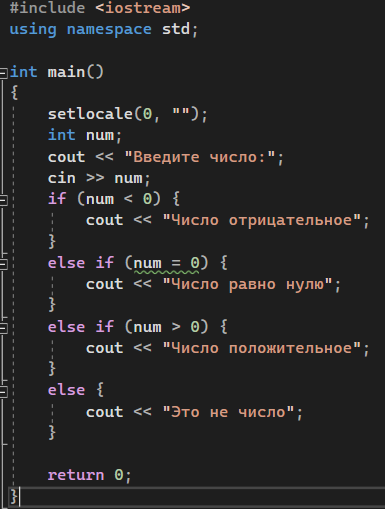 #include <iostream>
using namespace std;
int main()
{
setlocale(0, "");
int num;
cout << "Введите число:";
cin >> num;
if (num < 0) {
cout << "Число отрицательное";
}
else if (num = 0) {
cout << "Число равно нулю";
}
else if (num > 0) {
cout << "Число положительное";
}
else {
cout << "Это не число";
}
return 0;
}